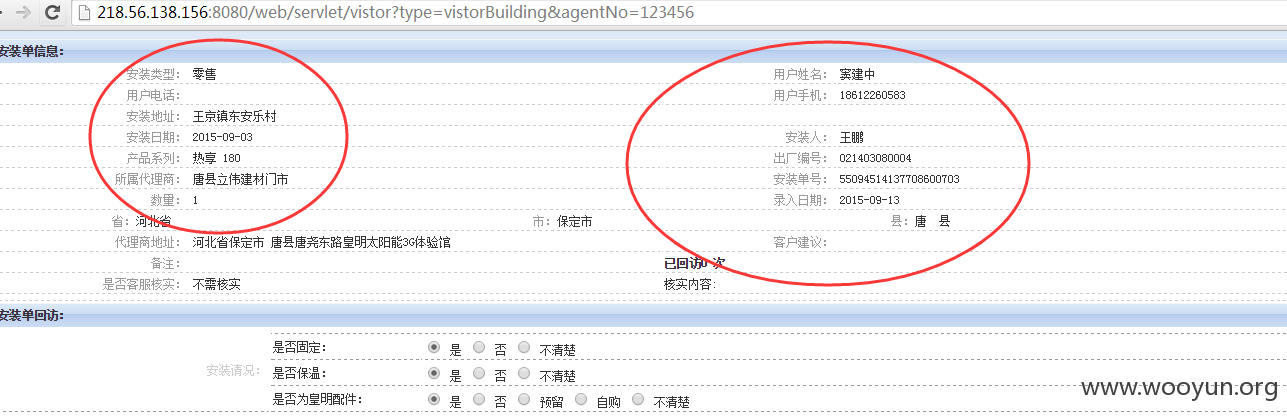 218.56.138.156:8080/web/servlet/vistor?type=vistorBuilding&agentNo=123456
安装单信息:
安装类型: 零售 用户姓名: 窦建中
用户电话: 用户手机: 18612260583
安装地址: 王京镇东安乐村
安装日期: 2015-09-03 安装人: 王鹏
产品系列: 热享 180 出厂编号: 021403080004
所属代理商: 唐县立伟建材门市 安装单号: 55094514137708600703
数量: 1 录入日期: 2015-09-13
省: 河北省 市: 保定市 县: 唐 县
代理商地址: 河北省保定市 唐县唐尧东路皇明太阳能3G体验馆 客户建议:
备注: 已回访0 次
是否客服核实: 不需核实 核实内容:
安装单回访:
是否固定: 是 否 不清楚
安装情况: 是否保温: 是 否 不清楚
是否为皇明配件: 是 否 预留 自购 不清楚
www.wooyun.org